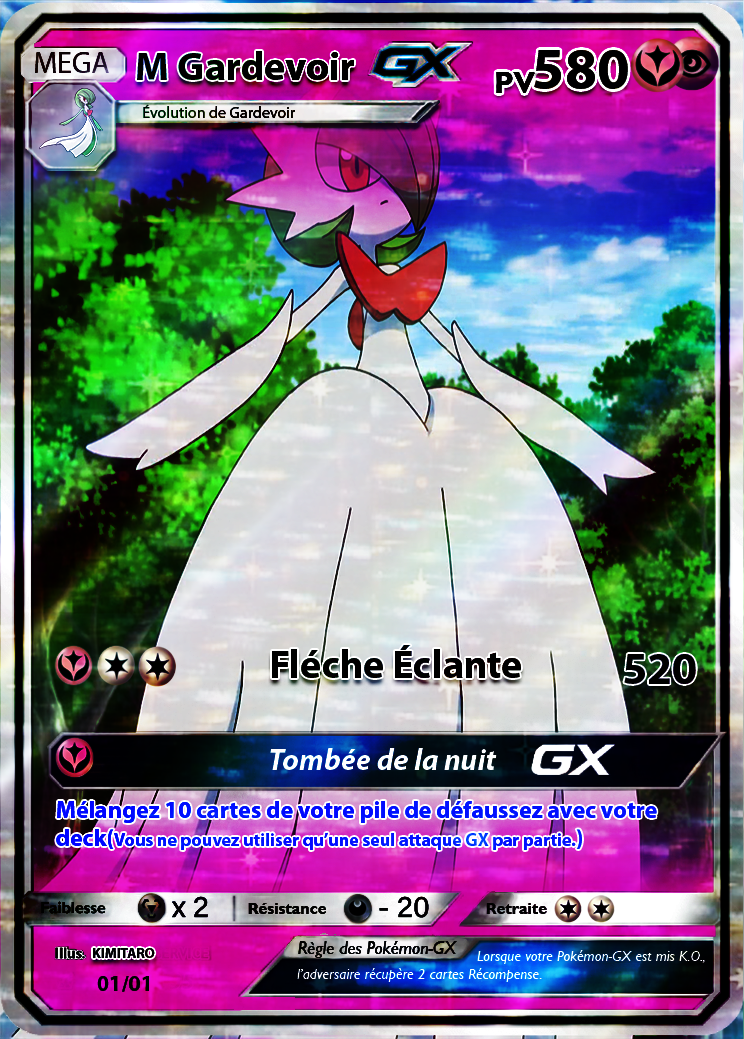 MEGA M Gardevoir GX PV580
Évolution de Gardevoir
Fléche Éclante 520
Tombée de la nuit GX
Mélangez 10 cartes de votre pile de défaussez avec votre
deck(Vous ne pouvez utiliser qu'une seul attaque GX par partie.)
Faiblesse x 2 Résistance - 20 Retraite
Illus. KIMITARO
01/01
Règle des Pokémon-GX Lorsque votre Pokémon-GX est mis K.O.,
l'adversaire récupère 2 cartes Récompense.